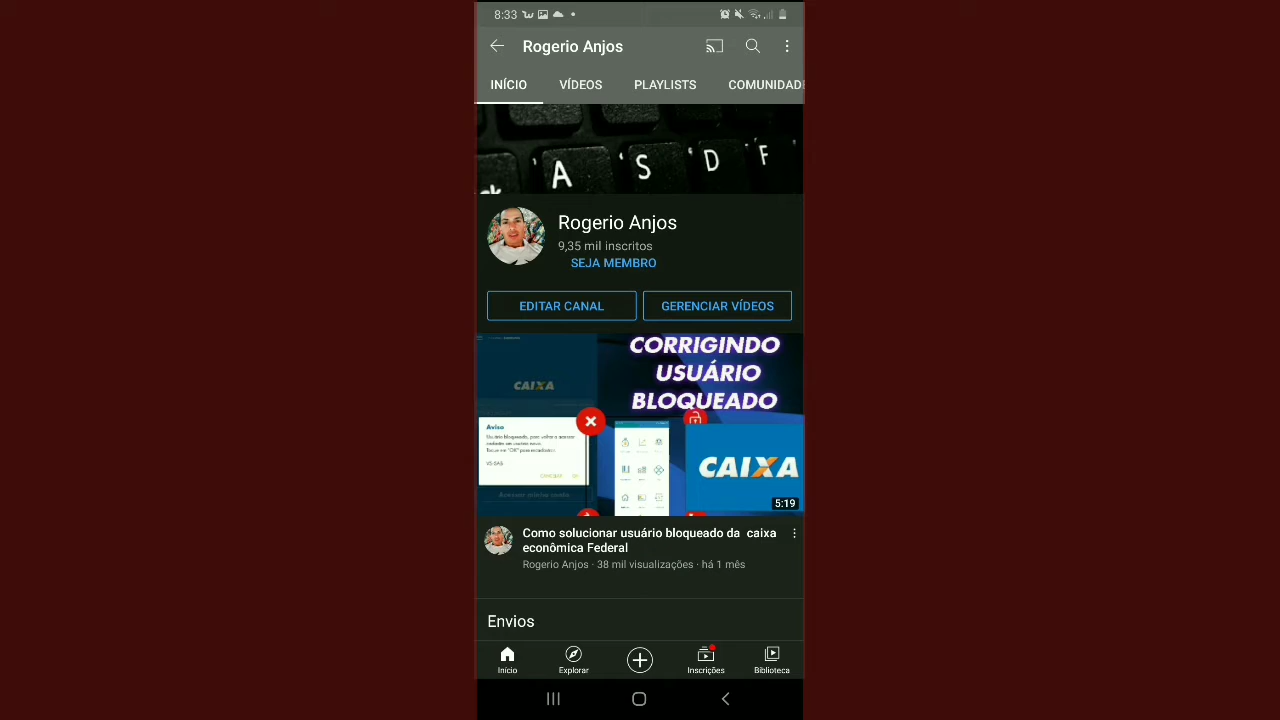 8:33
Rogerio Anjos
INÍCIO VÍDEOS PLAYLISTS COMUNIDAD
A S D F
Rogerio Anjos
9,35 mil inscritos
SEJA MEMBRO
EDITAR CANAL GERENCIAR VÍDEOS
CORRIGINDO
USUÁRIO
BLOQUEADO
CAIXA
Aviso
CAIXA
5:19
Como solucionar usuário bloqueado da caixa
econômica Federal
Rogerio Anjos · 38 mil visualizações · há 1 mês
Envios
Início Explorar Inscrições Biblioteca